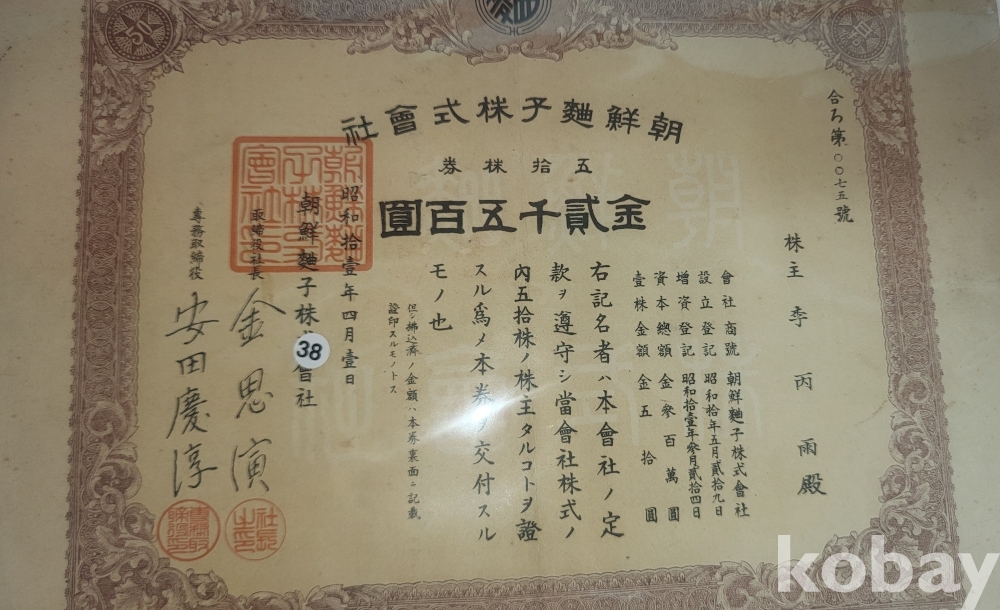 朝鮮麯子株式會社
五拾株券
金貳千五百圓
合ろ第〇〇七五號
株主 李丙雨殿
會社商號 朝鮮麯子株式會社
設立登記 昭和拾年五月貳拾九日
增資登記 昭和拾壹年參月貳拾四日
資本總額 金參百萬圓
壹株金額 金五拾圓
右記名者ハ本會社ノ定
款ヲ遵守シ當會社株式ノ
內五拾株ノ株主タルコトヲ證
スル爲メ本券ヲ交付スル
モノ也
但シ拂込濟ノ金額ハ本券裏面ニ記載
證印スルモノトス
昭和拾壹年四月壹日
朝鮮麯子株 會社
38
取締役社長 金思演
專務取締役 安田慶淳
50
kobay